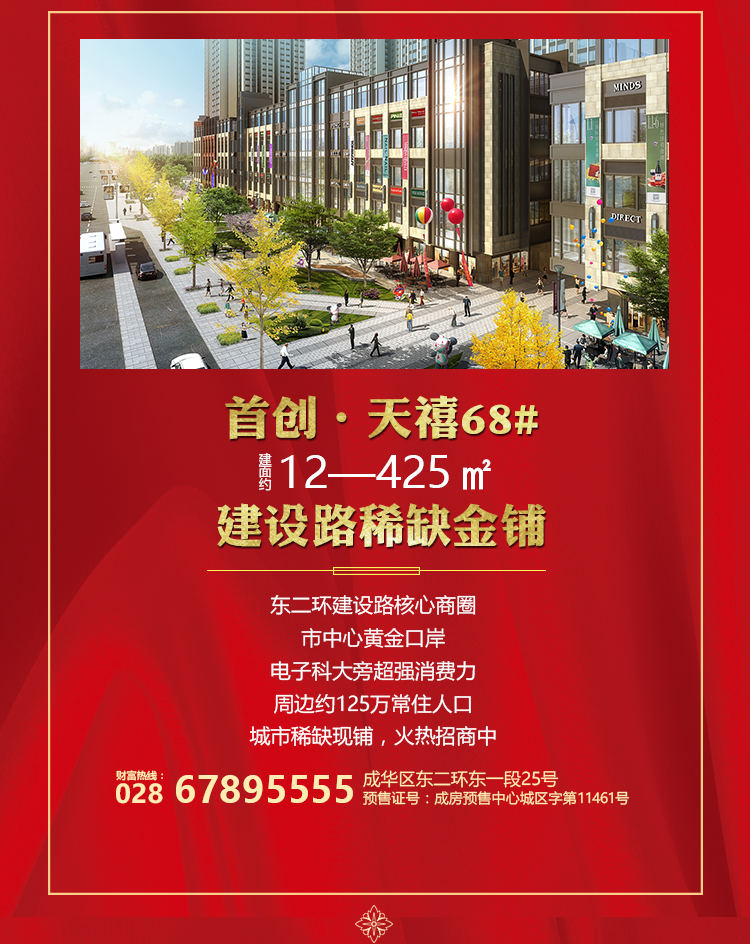 MINDS
DIRECT
首创·天禧68#
建面约 12—425㎡
建设路稀缺金铺
东二环建设路核心商圈
市中心黄金口岸
电子科大旁超强消费力
周边约125万常住人口
城市稀缺现铺，火热招商中
财富热线：
028 67895555
成华区东二环东一段25号
预售证号：成房预售中心城区字第11461号